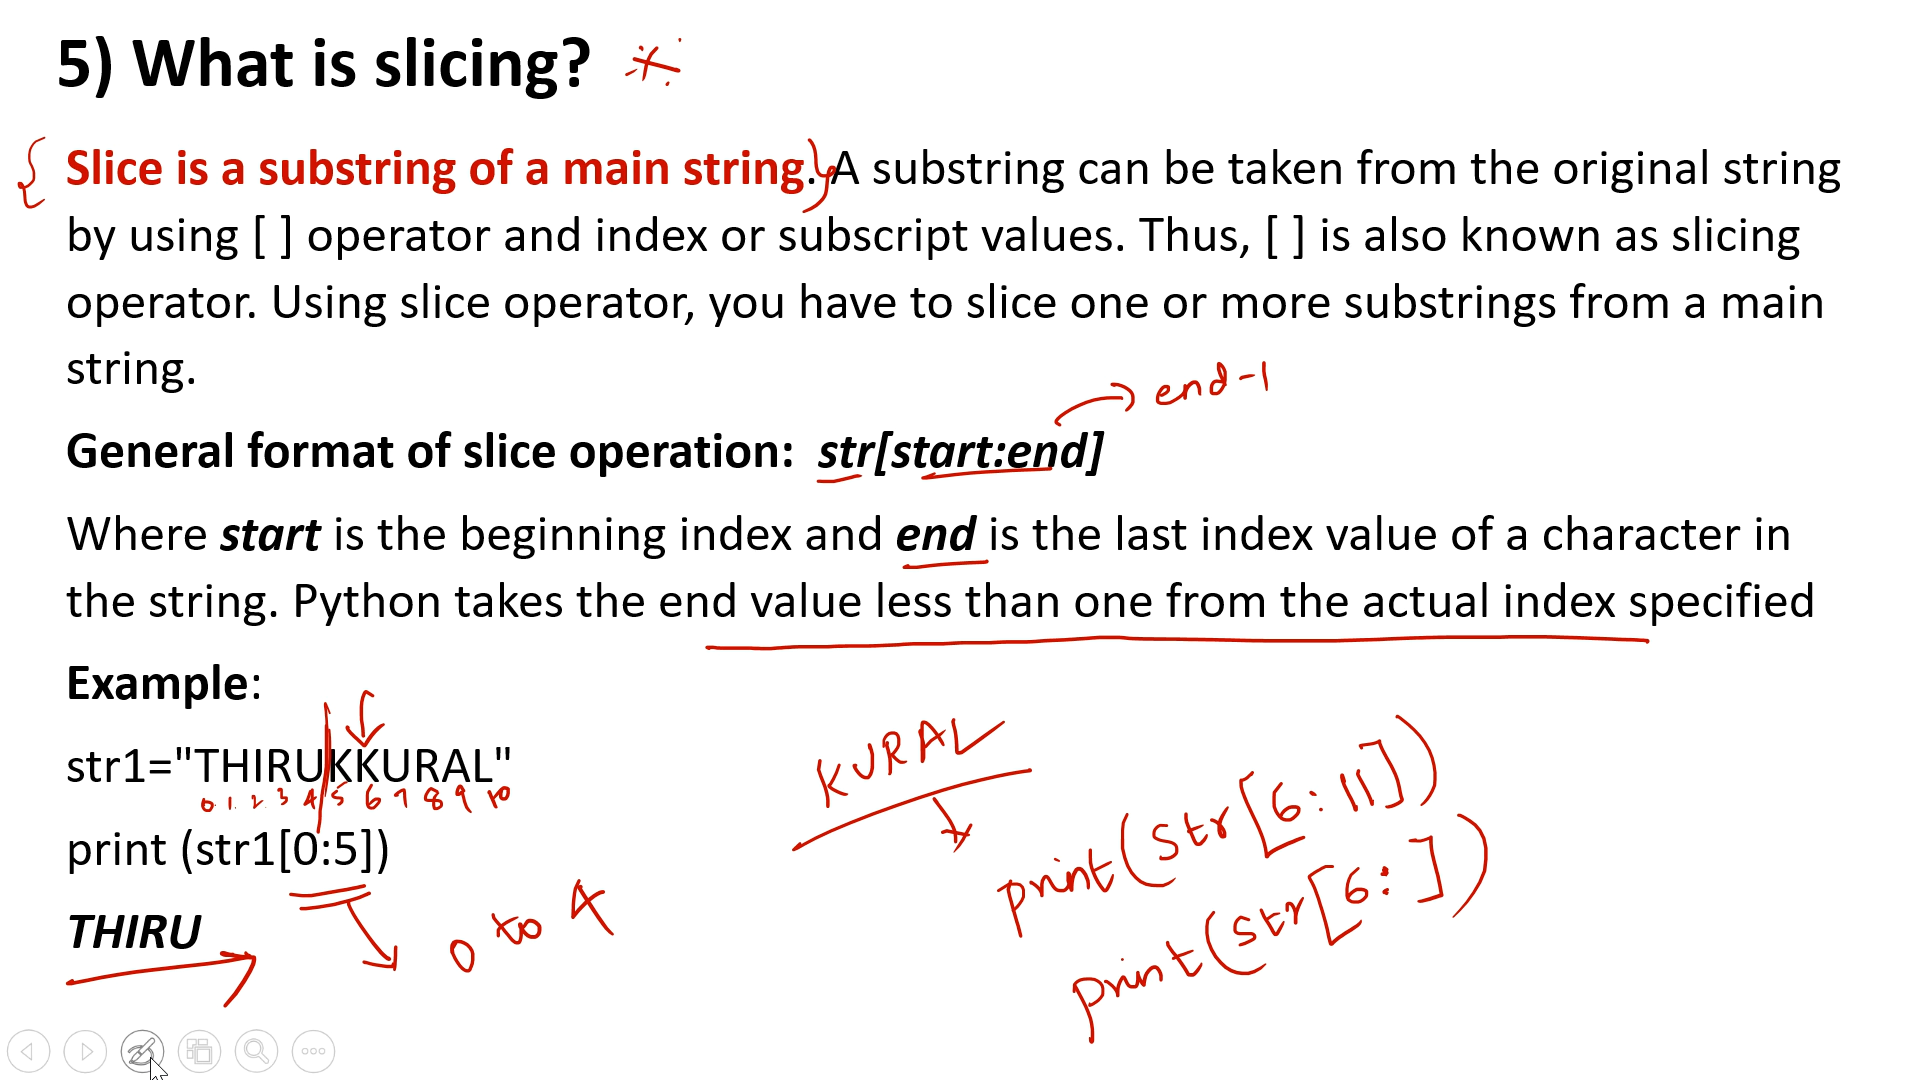 5) What is slicing?
Slice is a substring of a main string. A substring can be taken from the original string
by using [ ] operator and index or subscript values. Thus, [ ] is also known as slicing
operator. Using slice operator, you have to slice one or more substrings from a main
string.
end-1
General format of slice operation: str[start:end]
Where start is the beginning index and end is the last index value of a character in
the string. Python takes the end value less than one from the actual index specified
Example:
str1="THIRUKKURAL"
0 1 2 3 4 5 6 7 8 9 10
KURAL
print (str1[0:5])
print(str[6:11])
THIRU
0 to 4
print(str[6:])